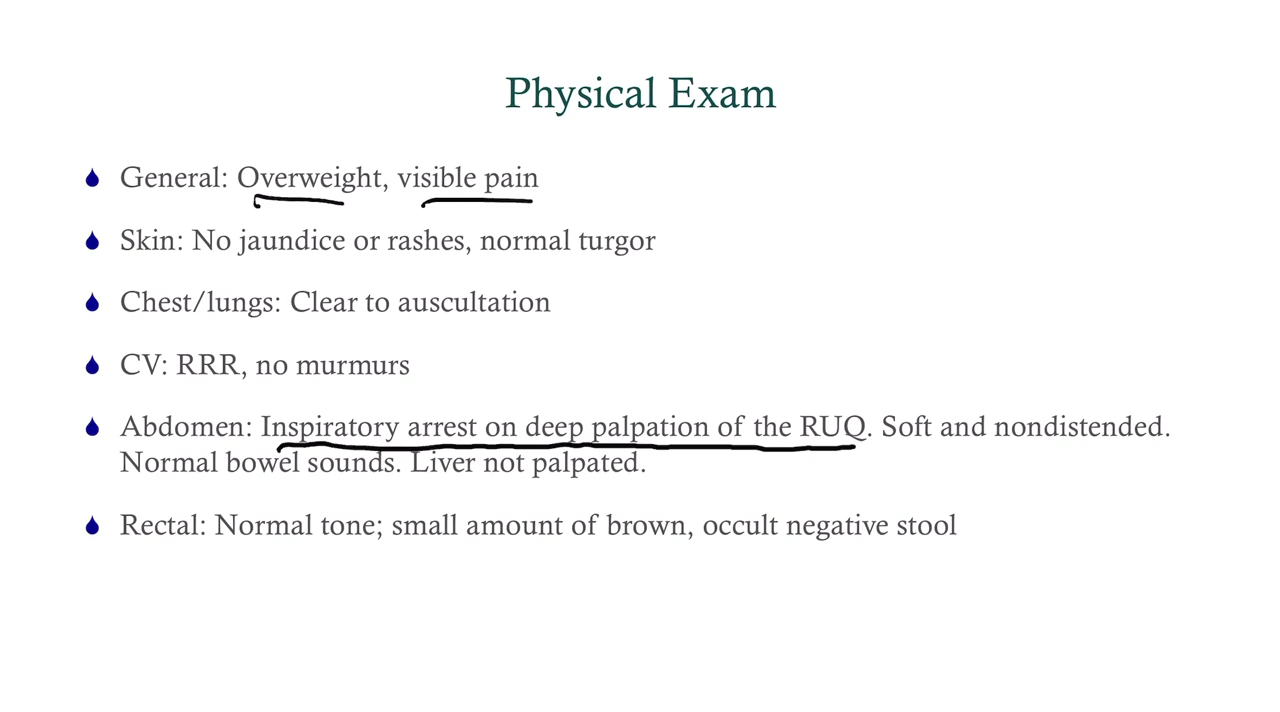 Physical Exam
General: Overweight, visible pain
Skin: No jaundice or rashes, normal turgor
Chest/lungs: Clear to auscultation
CV: RRR, no murmurs
Abdomen: Inspiratory arrest on deep palpation of the RUQ. Soft and nondistended.
Normal bowel sounds. Liver not palpated.
Rectal: Normal tone; small amount of brown, occult negative stool